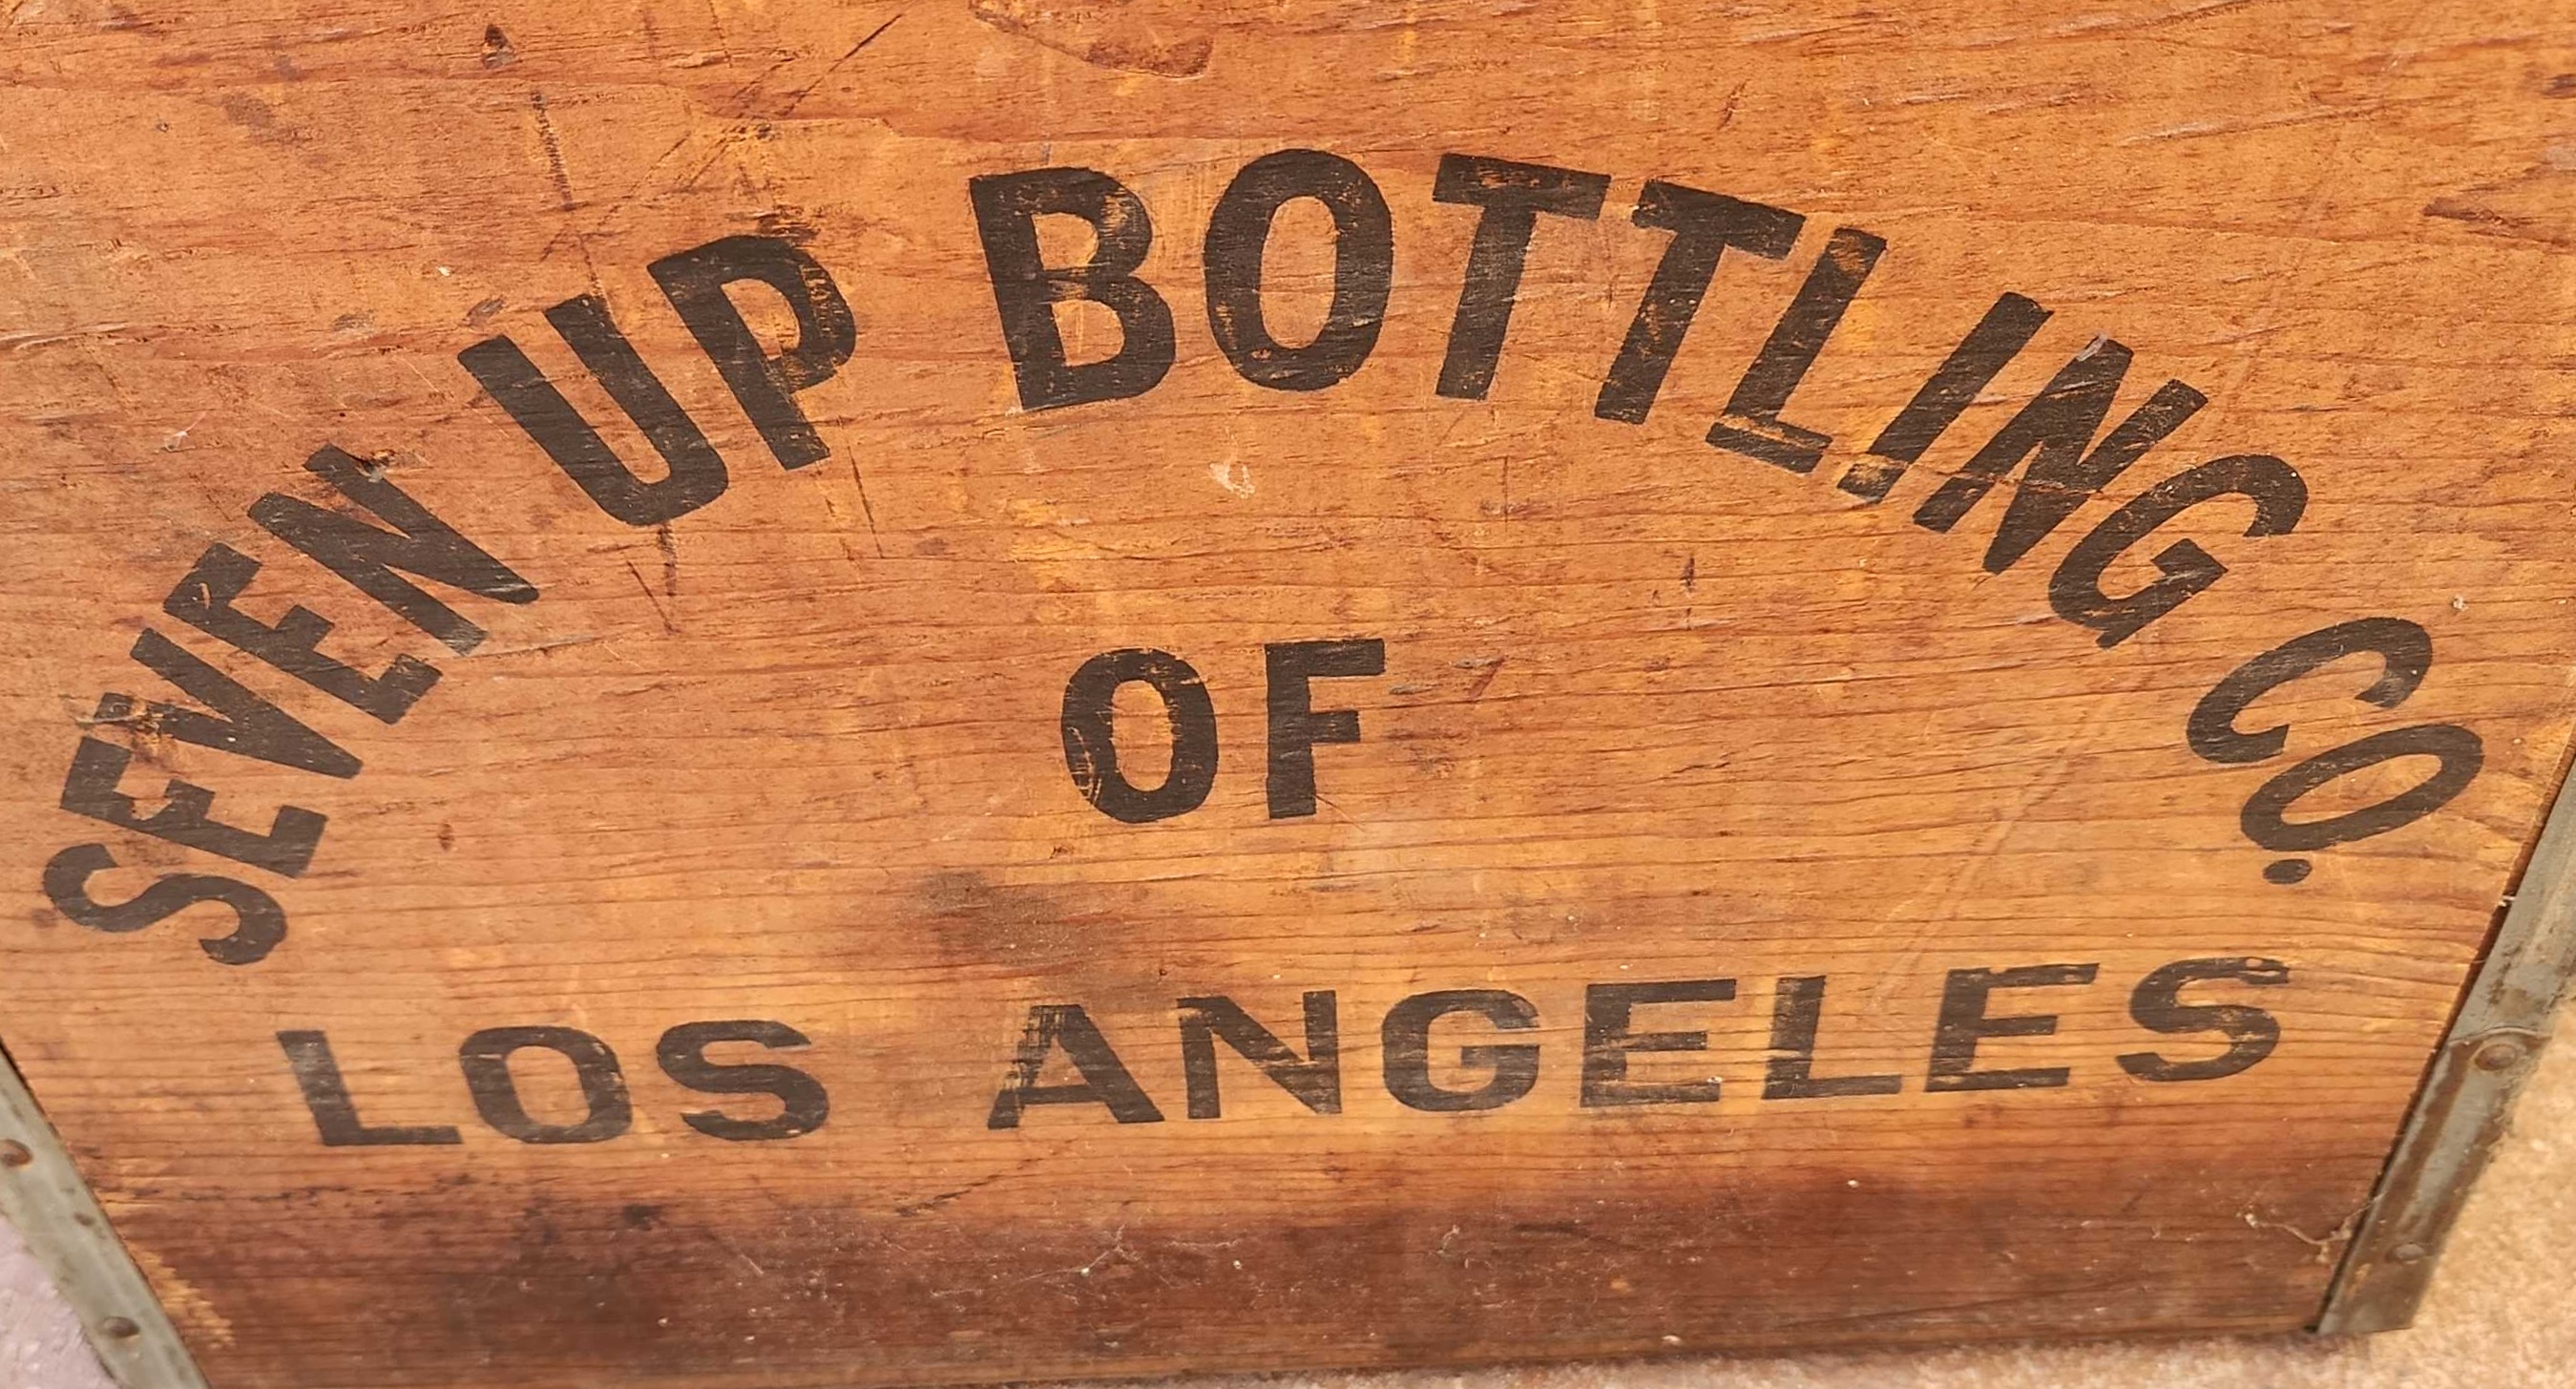 SEVEN UP BOTTLING CO.
OF
LOS ANGELES